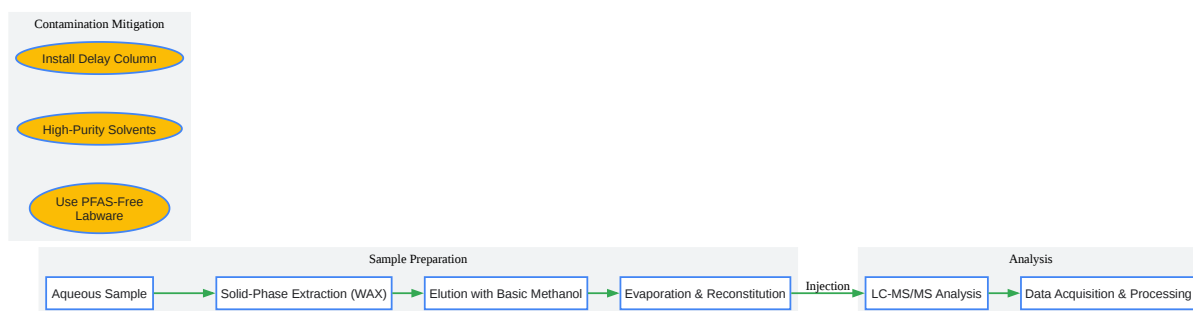 Contamination Mitigation
Install Delay Column
High-Purity Solvents
Use PFAS-Free
Labware
Sample Preparation
Aqueous Sample
Solid-Phase Extraction (WAX)
Elution with Basic Methanol
Evaporation & Reconstitution
Injection
Analysis
LC-MS/MS Analysis
Data Acquisition & Processing